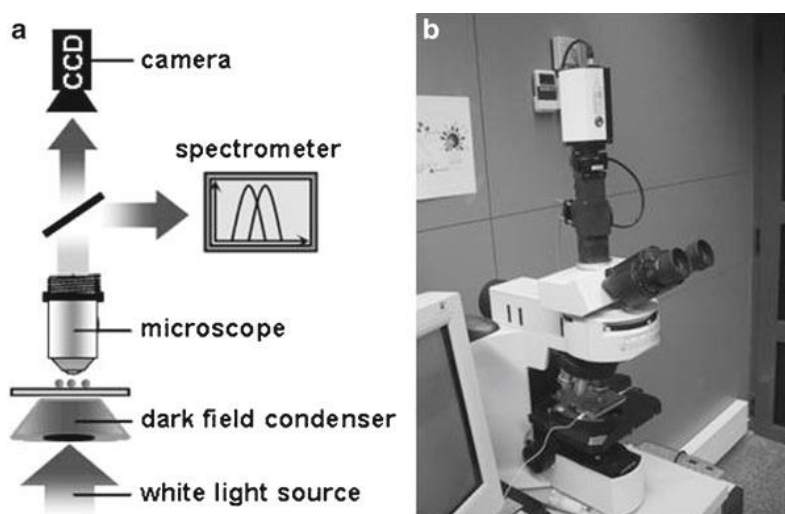 a
CCD
camera
spectrometer
microscope
dark field condenser
white light source
b